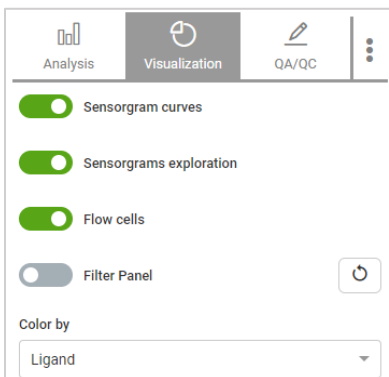 Analysis
Visualization
QA/QC
Sensorgram curves
Sensorgrams exploration
Flow cells
Filter Panel
Color by
Ligand